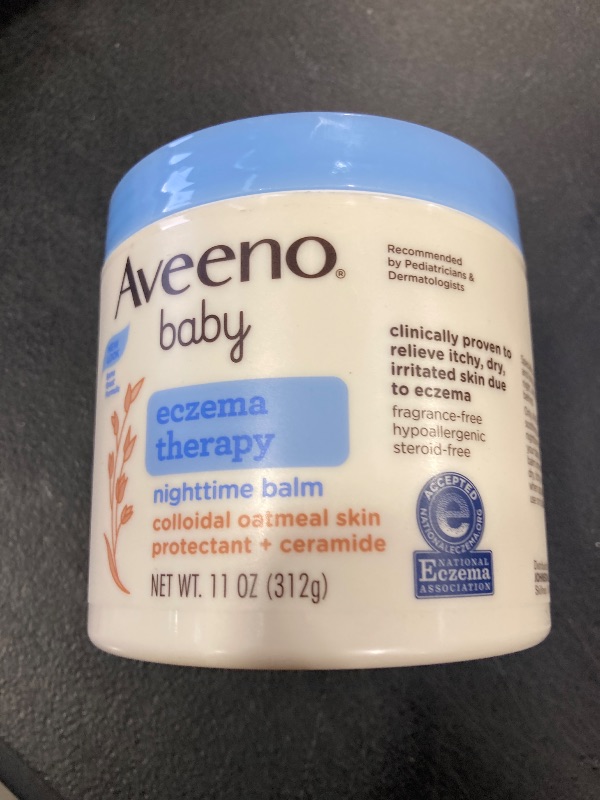 Aveeno®
baby
Recommended
by Pediatricians &
Dermatologists
clinically proven to
relieve itchy, dry,
irritated skin due
to eczema
fragrance-free
hypoallergenic
steroid-free
eczema
therapy
nighttime balm
colloidal oatmeal skin
protectant + ceramide
NET WT. 11 OZ (312g)
ACCEPTED
e
NATIONALECZEMA.ORG
NATIONAL
Eczema
ASSOCIATION